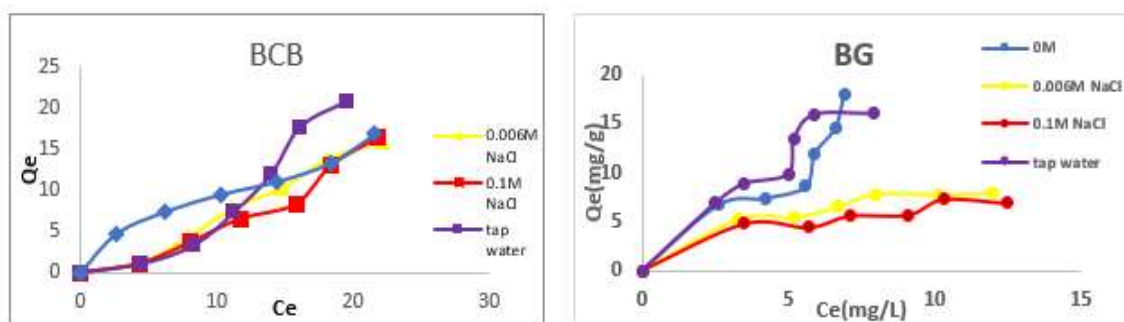 BCB
25
20
15
10
5
0
Qe
0
10
20
30
Ce
0.006M
NaCl
0.1M
NaCl
tap
water
BG
20
15
10
5
0
Qe(mg/g)
0
5
10
15
Ce(mg/L)
0M
0.006M NaCl
0.1M NaCl
tap water